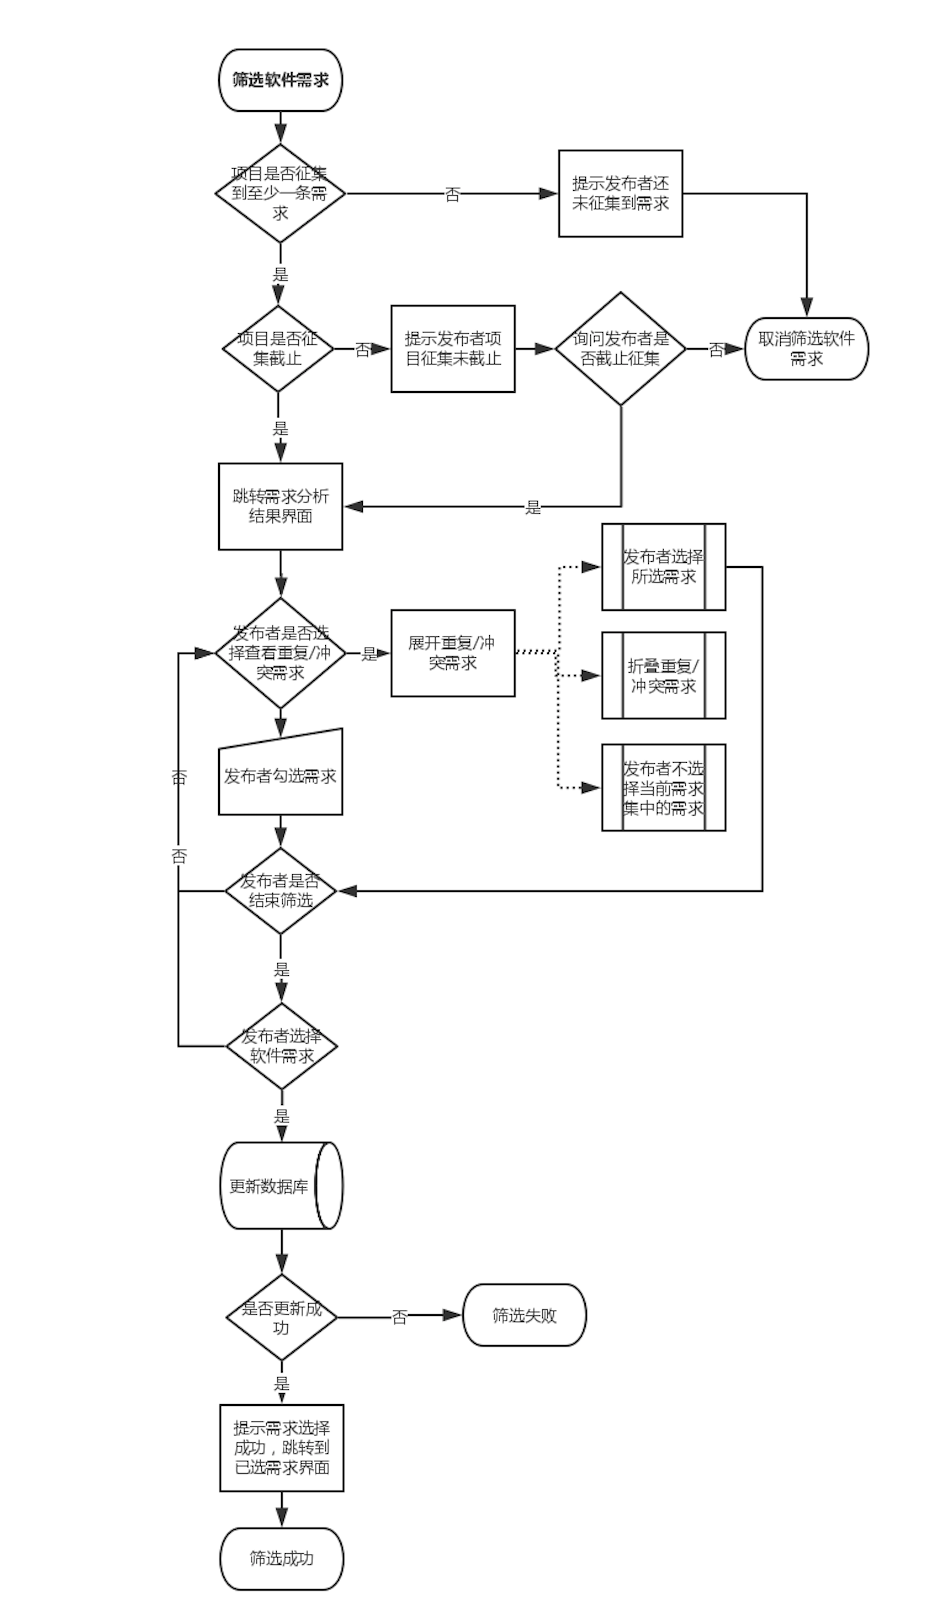 筛选软件需求
项目是否征集
到至少一条需
求
否
提示发布者还
未征集到需求
是
项目是否征
集截止
否
提示发布者项
目征集未截止
询问发布者是
否截止征集
否
取消筛选软件
需求
是
跳转需求分析
结果界面
是
发布者选择
所选需求
发布者是否选
择查看重复/冲
突需求
是
展开重复/冲
突需求
折叠重复/
冲突需求
发布者勾选需求
否
发布者不选
择当前需求
集中的需求
否
发布者是否
结束筛选
是
发布者选择
软件需求
是
更新数据库
是否更新成
功
否
筛选失败
是
提示需求选择
成功，跳转到
已选需求界面
筛选成功